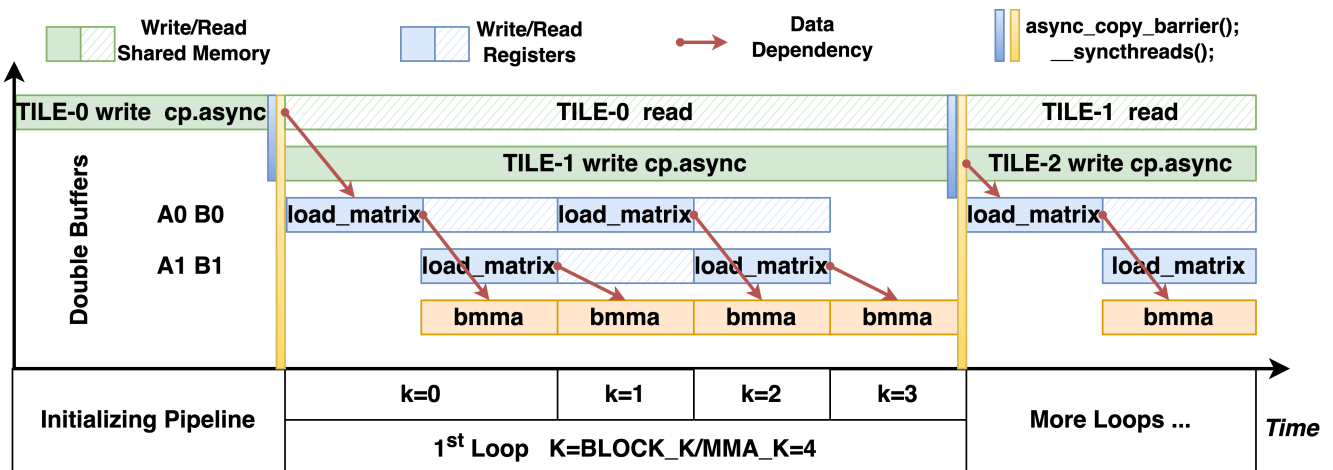 Write/Read
Shared Memory
Write/Read
Registers
Data
Dependency
async_copy_barrier();
__syncthreads();
TILE-0 write cp.async
TILE-0 read
TILE-1 read
TILE-1 write cp.async
TILE-2 write cp.async
Double Buffers
A0 B0
load_matrix
load_matrix
load_matrix
A1 B1
load_matrix
load_matrix
load_matrix
bmma
bmma
bmma
bmma
bmma
Initializing Pipeline
k=0
k=1
k=2
k=3
More Loops ...
Time
1st Loop K=BLOCK_K/MMA_K=4